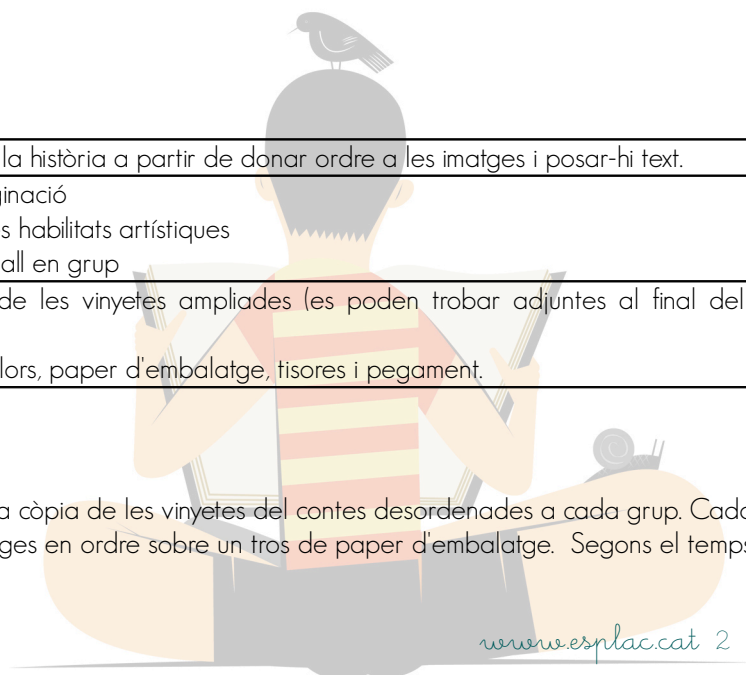 la història a partir de donar ordre a les imatges i posar-hi text.
ginació
s habilitats artístiques
all en grup
de les vinyetes ampliades (es poden trobar adjuntes al final del
lors, paper d'embalatge, tisores i pegament.
a còpia de les vinyetes del contes desordenades a cada grup. Cada
ges en ordre sobre un tros de paper d'embalatge. Segons el temps
www.esplac.cat 2